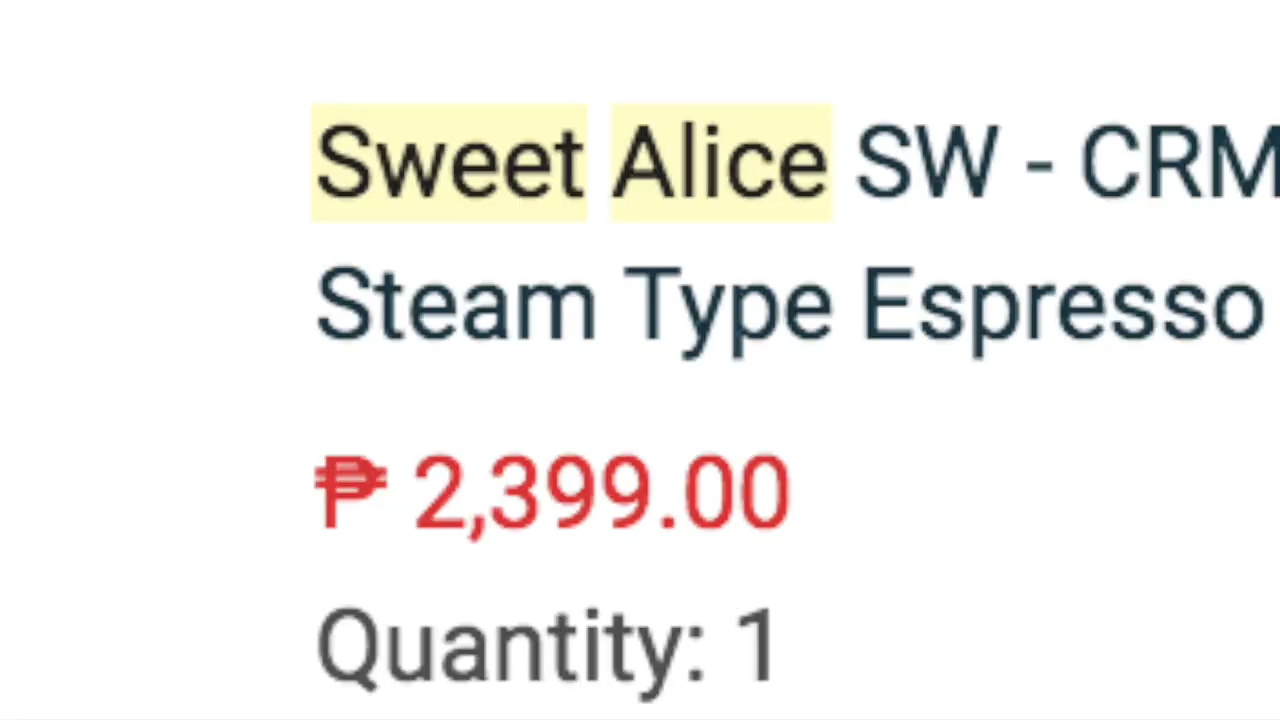 Sweet Alice SW - CRM
Steam Type Espresso
₱ 2,399.00
Quantity: 1